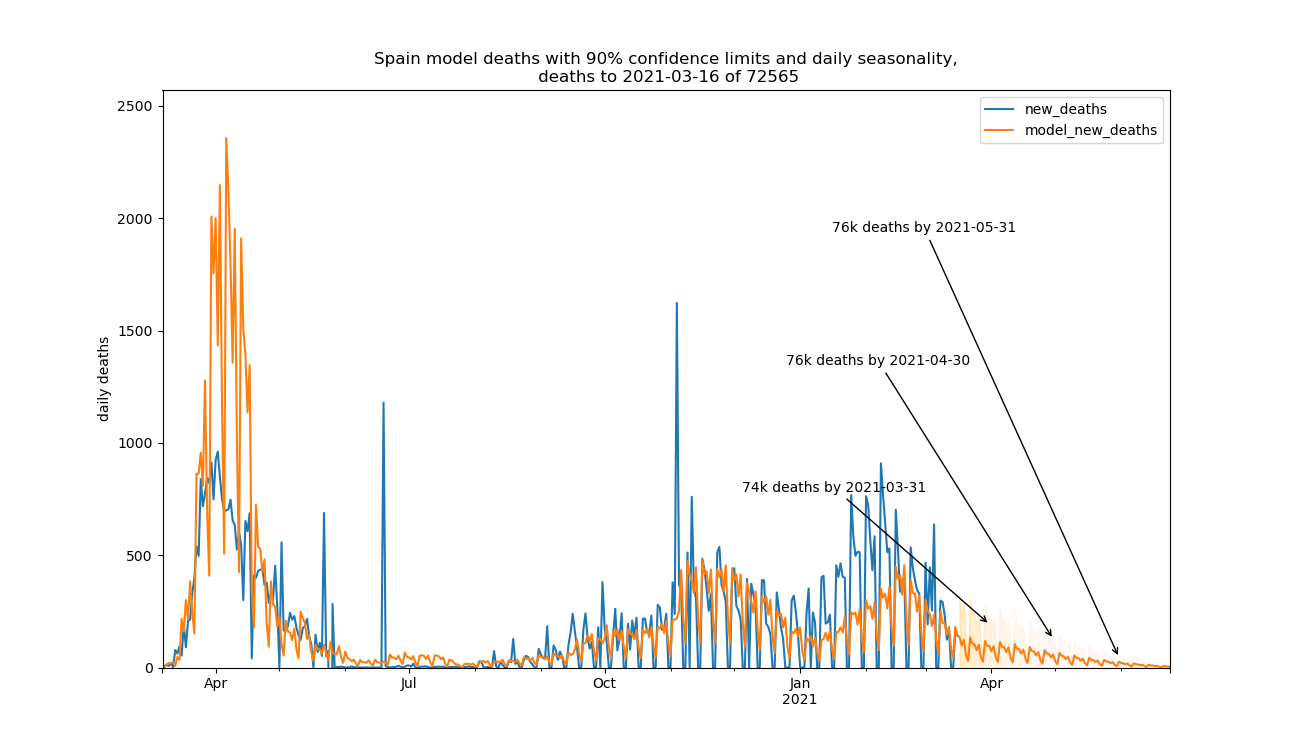 Spain model deaths with 90% confidence limits and daily seasonality,
deaths to 2021-03-16 of 72565
2500
new_deaths
model_new_deaths
2000
76k deaths by 2021-05-31
1500
76k deaths by 2021-04-30
daily deaths
1000
74k deaths by 2021-03-31
500
0
Apr Jul Oct Jan Apr
2021